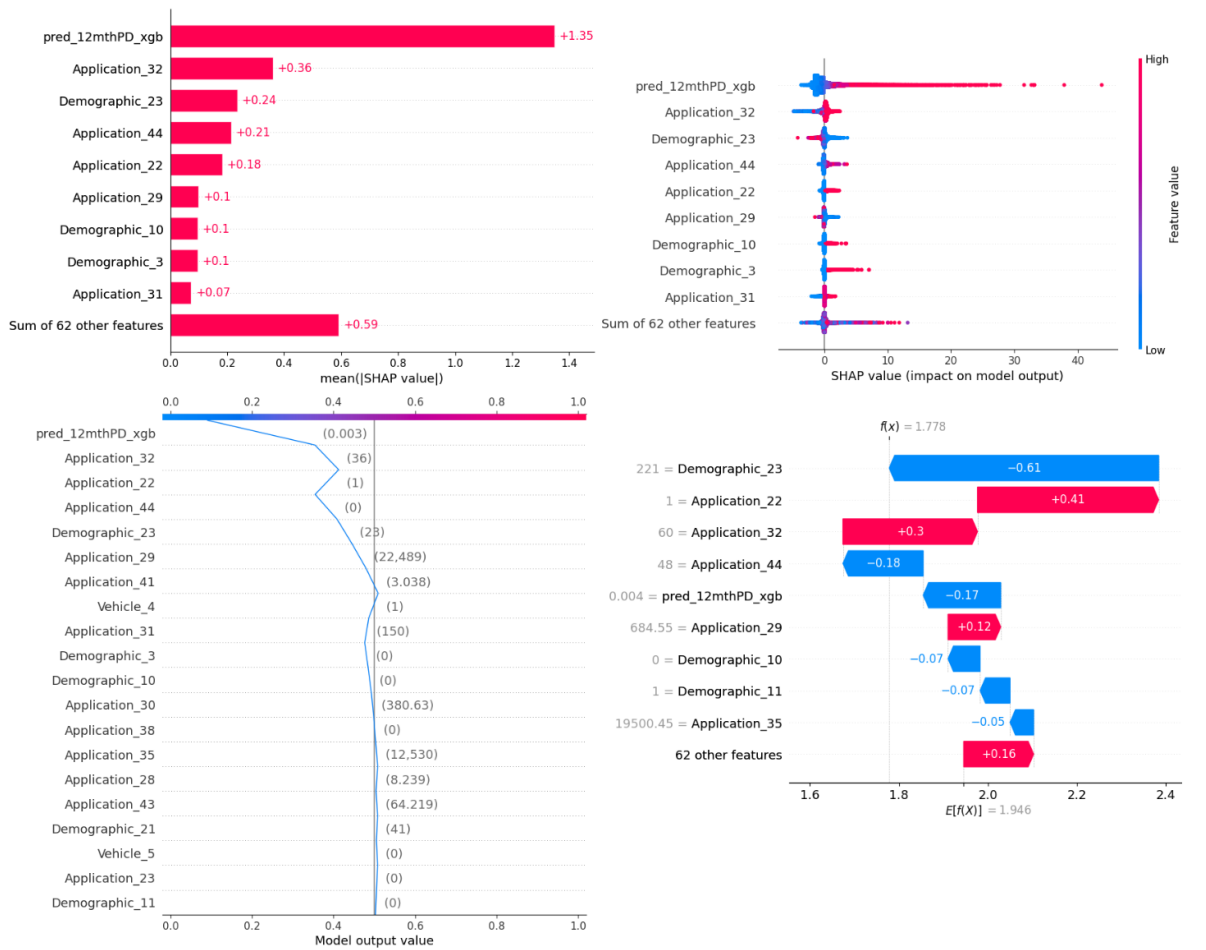 pred_12mthPD_xgb +1.35
Application_32 +0.36
Demographic_23 +0.24
Application_44 +0.21
Application_22 +0.18
Application_29 +0.1
Demographic_10 +0.1
Demographic_3 +0.1
Application_31 +0.07
Sum of 62 other features +0.59
0.0 0.2 0.4 0.6 0.8 1.0 1.2 1.4
mean(|SHAP value|)
High
pred_12mthPD_xgb
Application_32
Demographic_23
Application_44
Application_22
Application_29
Demographic_10
Demographic_3
Application_31
Sum of 62 other features
Feature value
Low
0 10 20 30 40
SHAP value (impact on model output)
0.0 0.2 0.4 0.6 0.8 1.0
pred_12mthPD_xgb (0.003)
Application_32 (36)
Application_22 (1)
Application_44 (0)
Demographic_23 (23)
Application_29 (22,489)
Application_41 (3.038)
Vehicle_4 (1)
Application_31 (150)
Demographic_3 (0)
Demographic_10 (0)
Application_30 (380.63)
Application_38 (0)
Application_35 (12,530)
Application_28 (8.239)
Application_43 (64.219)
Demographic_21 (41)
Vehicle_5 (0)
Application_23 (0)
Demographic_11 (0)
0.0 0.2 0.4 0.6 0.8 1.0
Model output value
f(x) = 1.778
221 = Demographic_23 −0.61
1 = Application_22 +0.41
60 = Application_32 +0.3
48 = Application_44 −0.18
0.004 = pred_12mthPD_xgb −0.17
684.55 = Application_29 +0.12
0 = Demographic_10 −0.07
1 = Demographic_11 −0.07
19500.45 = Application_35 −0.05
62 other features +0.16
1.6 1.8 2.0 2.2 2.4
E[f(X)] = 1.946